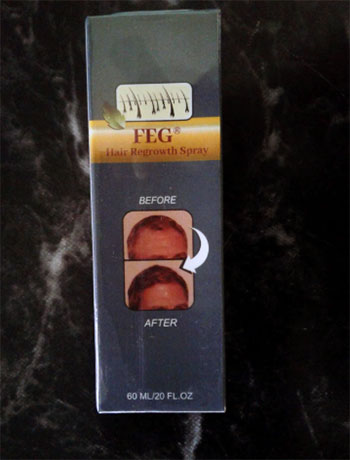 FEG®
Hair Regrowth Spray
BEFORE
AFTER
60 ML/20 FL.OZ